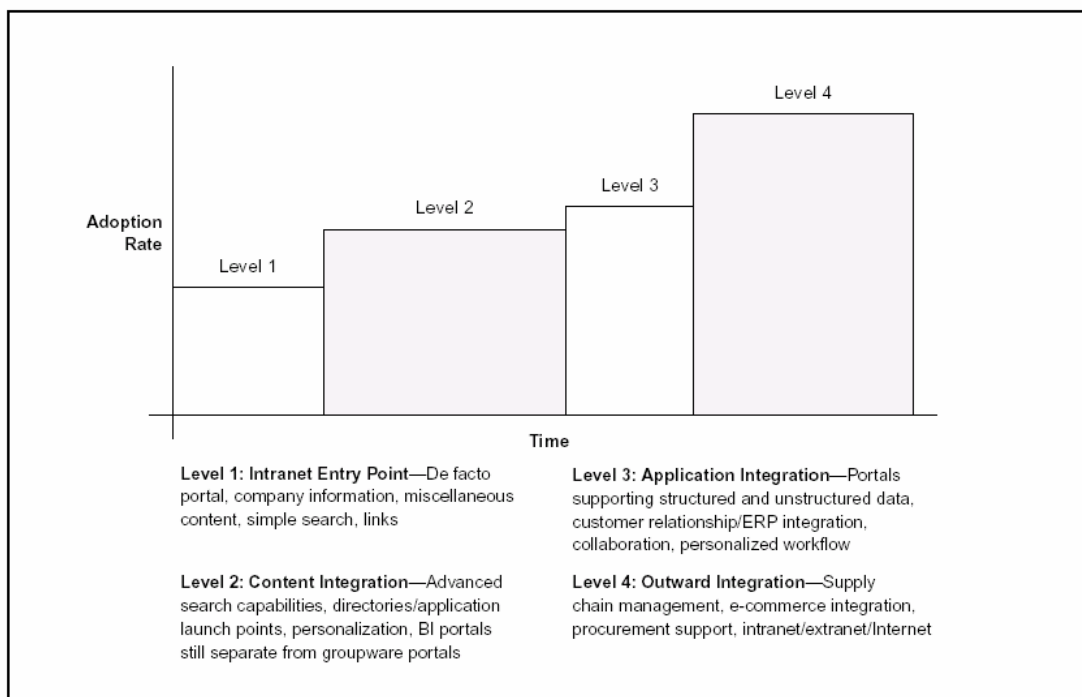 Level 4
Level 3
Level 2
Adoption
Rate
Level 1
Time
Level 1: Intranet Entry Point—De facto
portal, company information, miscellaneous
content, simple search, links
Level 2: Content Integration—Advanced
search capabilities, directories/application
launch points, personalization, BI portals
still separate from groupware portals
Level 3: Application Integration—Portals
supporting structured and unstructured data,
customer relationship/ERP integration,
collaboration, personalized workflow
Level 4: Outward Integration—Supply
chain management, e-commerce integration,
procurement support, intranet/extranet/Internet